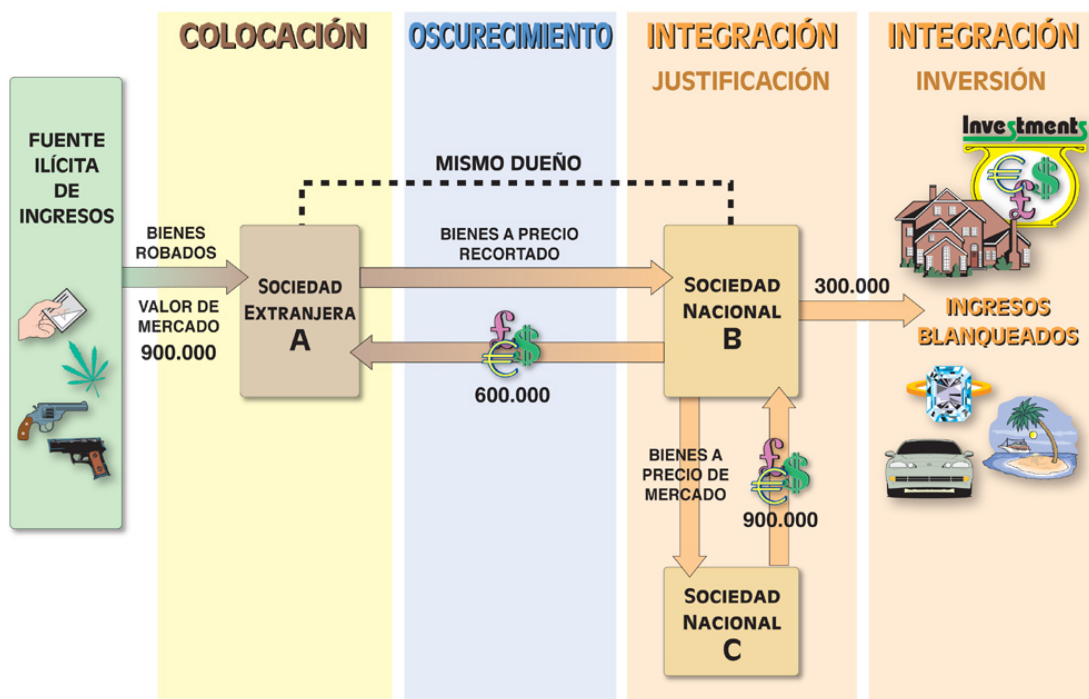 COLOCACIÓN
OSCURECIMIENTO
INTEGRACIÓN
JUSTIFICACIÓN
INTEGRACIÓN
INVERSIÓN
FUENTE
ILÍCITA
DE
INGRESOS
BIENES
ROBADOS
VALOR DE
MERCADO
900.000
SOCIEDAD
EXTRANJERA
A
MISMO DUEÑO
BIENES A PRECIO
RECORTADO
£
€$
600.000
SOCIEDAD
NACIONAL
B
300.000
BIENES A
PRECIO DE
MERCADO
£
€$
900.000
SOCIEDAD
NACIONAL
C
Investments
€$
£
INGRESOS
BLANQUEADOS